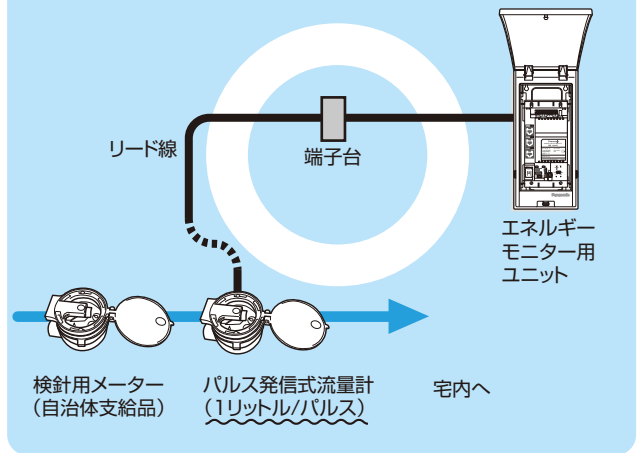 リード線
端子台
エネルギー
モニター用
ユニット
検針用メーター
（自治体支給品）
パルス発信式流量計
（1リットル/パルス）
宅内へ